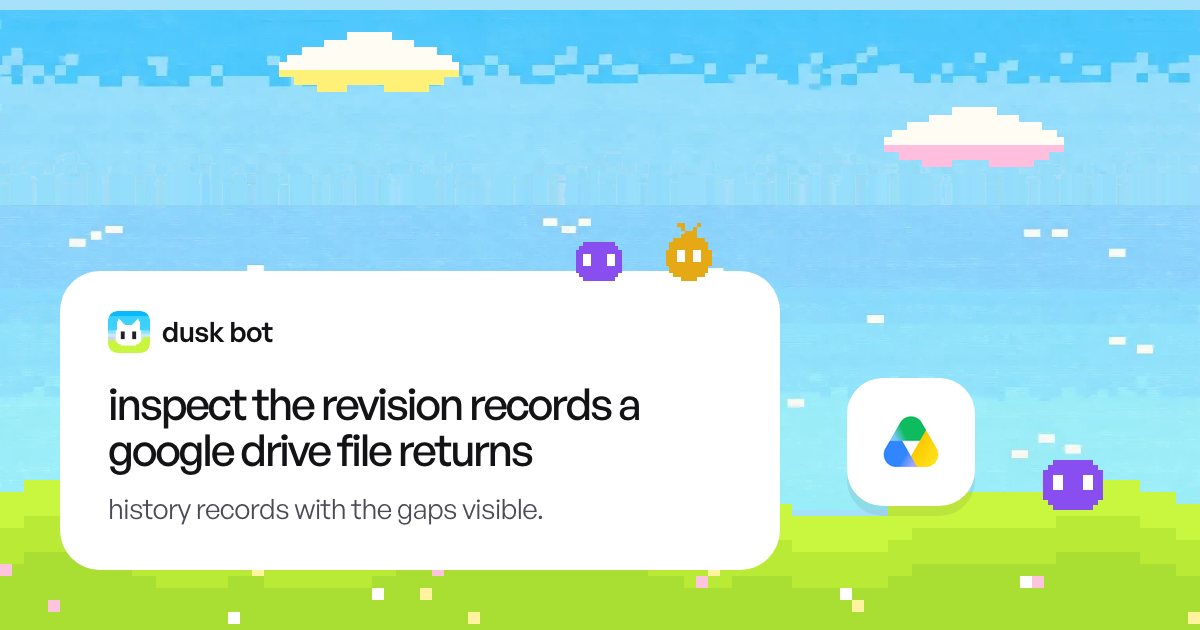 dusk bot
inspect the revision records a
google drive file returns
history records with the gaps visible.